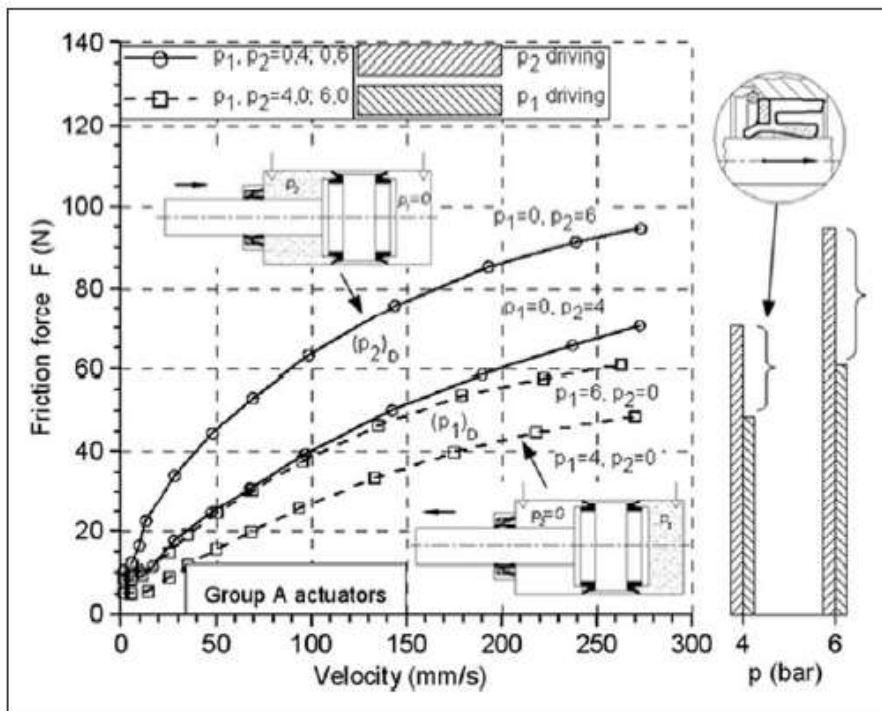 140
120
100
80
60
40
20
0
Friction force F (N)
p1, p2=0,4; 0,6
p2 driving
p1, p2=4,0; 6,0
p1 driving
p2
p1=0
p1=0, p2=6
p1=0, p2=4
(p2)D
p1=6, p2=0
(p1)D
p1=4, p2=0
p2=0
Group A actuators
0 50 100 150 200 250 300
Velocity (mm/s)
4 6
p (bar)